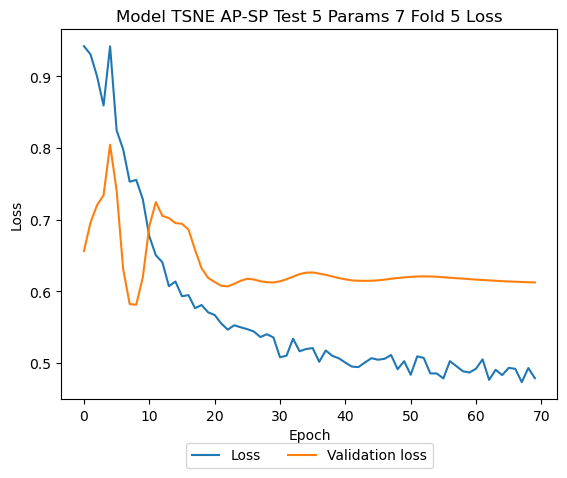 Model TSNE AP-SP Test 5 Params 7 Fold 5 Loss
0.9
0.8
0.7
0.6
0.5
Loss
0 10 20 30 40 50 60 70
Epoch
Loss Validation loss